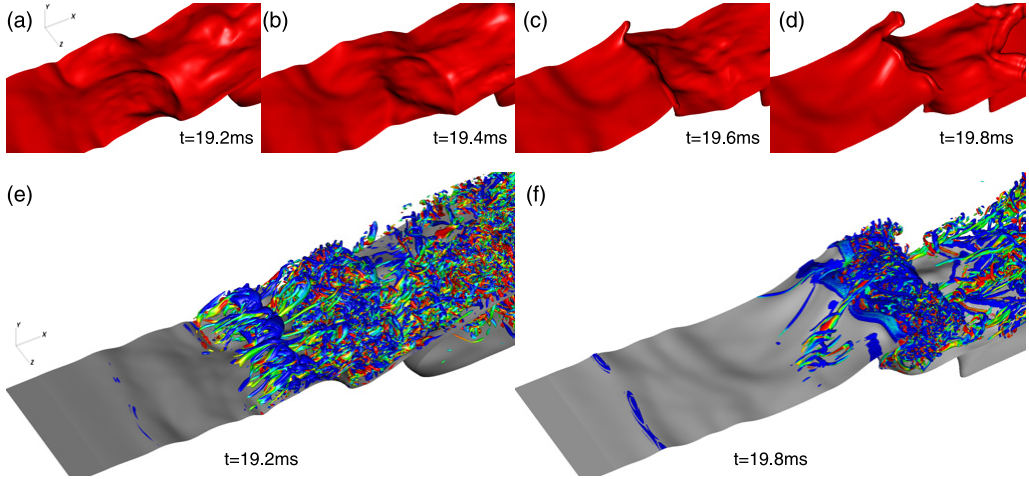 (a)
Y
X
Z
t=19.2ms
(b)
t=19.4ms
(c)
t=19.6ms
(d)
t=19.8ms
(e)
Y
X
Z
t=19.2ms
(f)
t=19.8ms